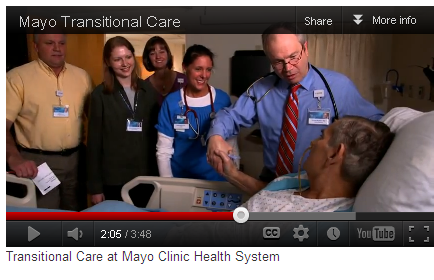 Mayo Transitional Care
Share
More info
2:05 / 3:48
CC
YouTube
Transitional Care at Mayo Clinic Health System